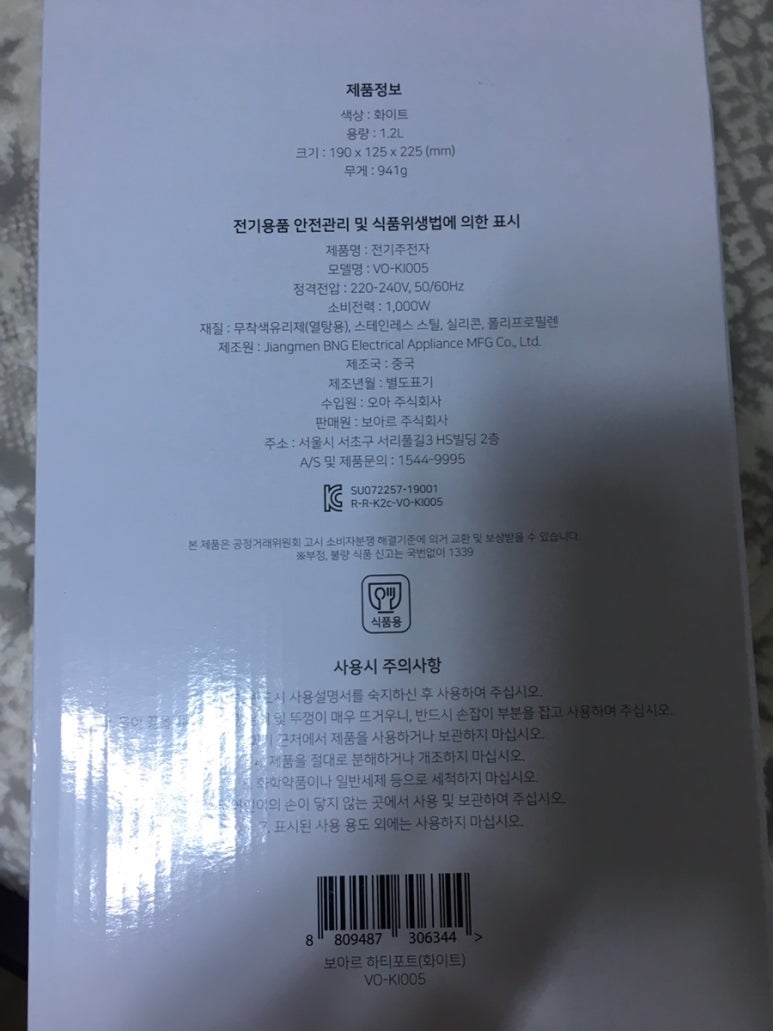 제품정보
색상 : 화이트
용량 : 1.2L
크기 : 190 x 125 x 225 (mm)
무게 : 941g
전기용품 안전관리 및 식품위생법에 의한 표시
제품명 : 전기주전자
모델명 : VO-KI005
정격전압 : 220-240V, 50/60Hz
소비전력 : 1,000W
재질 : 무착색유리제(열탕용), 스테인레스 스틸, 실리콘, 폴리프로필렌
제조원 : Jiangmen BNG Electrical Appliance MFG Co., Ltd.
제조국 : 중국
제조년월 : 별도표기
수입원 : 오아 주식회사
판매원 : 보아르 주식회사
주소 : 서울시 서초구 서리풀길3 HS빌딩 2층
A/S 및 제품문의 : 1544-9995
SU072257-19001
R-R-K2c-VO-KI005
본 제품은 공정거래위원회 고시 소비자분쟁 해결기준에 의거 교환 및 보상받을 수 있습니다.
※부정, 불량 식품 신고는 국번없이 1339
식품용
사용시 주의사항
사용설명서를 숙지하신 후 사용하여 주십시오.
및 뚜껑이 매우 뜨거우니, 반드시 손잡이 부분을 잡고 사용하여 주십시오.
근처에서 제품을 사용하거나 보관하지 마십시오.
4. 제품을 절대로 분해하거나 개조하지 마십시오.
화학약품이나 일반세제 등으로 세척하지 마십시오.
손이 닿지 않는 곳에서 사용 및 보관하여 주십시오.
7. 표시된 사용 용도 외에는 사용하지 마십시오.
8 809487 306344 >
보아르 하티포트(화이트)
VO-KI005